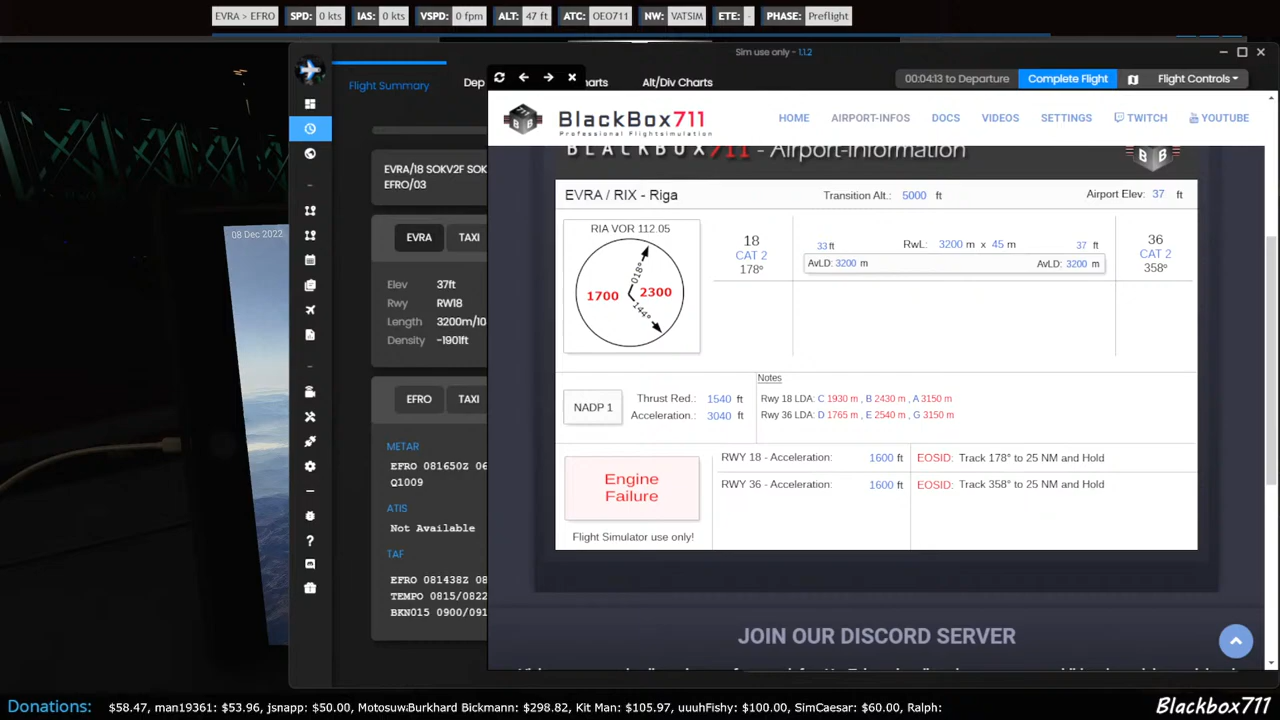 EVRA > EFRO SPD: 0 kts IAS: 0 kts VSPD: 0 fpm ALT: 47 ft ATC: OEO711 NW: VATSIM ETE: - PHASE: Preflight
Sim use only - 1.1.2
Flight Summary Dep arts Alt/Div Charts 00:04:13 to Departure Complete Flight Flight Controls
BlackBox711
Professional Flightsimulation
HOME AIRPORT-INFOS DOCS VIDEOS SETTINGS TWITCH YOUTUBE
BLACKBOX711 - Airport-Information
EVRA/18 SOKV2F SOK
EFRO/03
EVRA TAXI
Elev 37ft
Rwy RW18
Length 3200m/10
Density -1901ft
EFRO TAXI
METAR
EFRO 081650Z 06
Q1009
ATIS
Not Available
TAF
EFRO 081438Z 08
TEMPO 0815/0822
BKN015 0900/091
08 Dec 2022
EVRA / RIX - Riga Transition Alt.: 5000 ft Airport Elev: 37 ft
RIA VOR 112.05
018°
1700 2300
144°
18
CAT 2
178º
33 ft RwL: 3200 m x 45 m 37 ft
AvLD: 3200 m AvLD: 3200 m
36
CAT 2
358º
NADP 1
Thrust Red.: 1540 ft
Acceleration.: 3040 ft
Notes
Rwy 18 LDA: C 1930 m , B 2430 m , A 3150 m
Rwy 36 LDA: D 1765 m , E 2540 m , G 3150 m
Engine
Failure
Flight Simulator use only!
RWY 18 - Acceleration: 1600 ft EOSID: Track 178° to 25 NM and Hold
RWY 36 - Acceleration: 1600 ft EOSID: Track 358° to 25 NM and Hold
JOIN OUR DISCORD SERVER
Donations: $58.47, man19361: $53.96, jsnapp: $50.00, MotosuwiBurkhard Bickmann: $298.82, Kit Man: $105.97, uuuhFishy: $100.00, SimCaesar: $60.00, Ralph:
Blackbox711